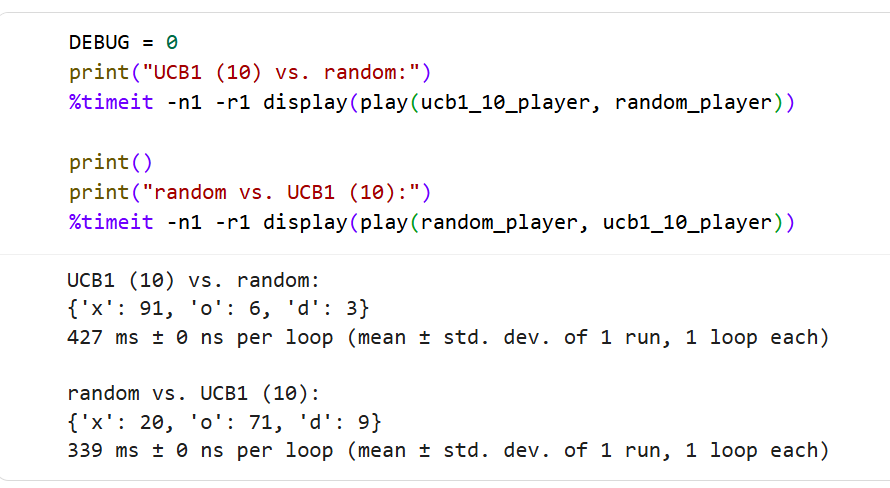 DEBUG = 0
print("UCB1 (10) vs. random:")
%timeit -n1 -r1 display(play(ucb1_10_player, random_player))
print()
print("random vs. UCB1 (10):")
%timeit -n1 -r1 display(play(random_player, ucb1_10_player))
UCB1 (10) vs. random:
{'x': 91, 'o': 6, 'd': 3}
427 ms ± 0 ns per loop (mean ± std. dev. of 1 run, 1 loop each)
random vs. UCB1 (10):
{'x': 20, 'o': 71, 'd': 9}
339 ms ± 0 ns per loop (mean ± std. dev. of 1 run, 1 loop each)